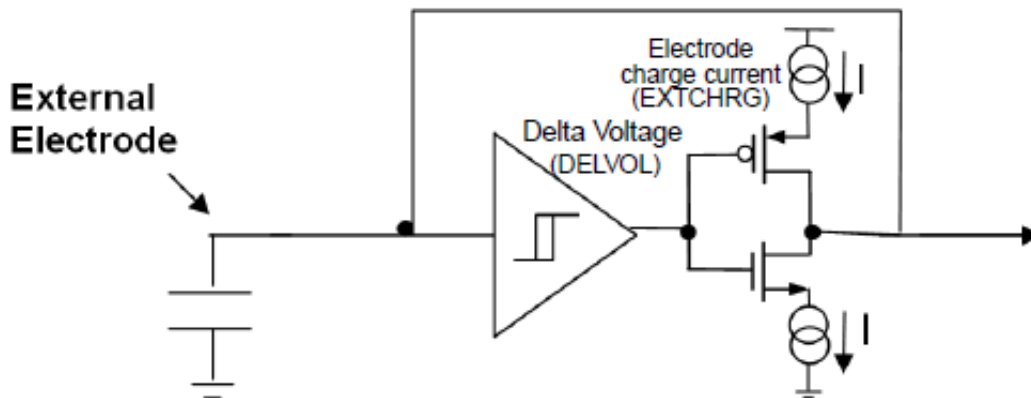 External
Electrode
Electrode
charge current
(EXTCHRG)
I
Delta Voltage
(DELVOL)
I